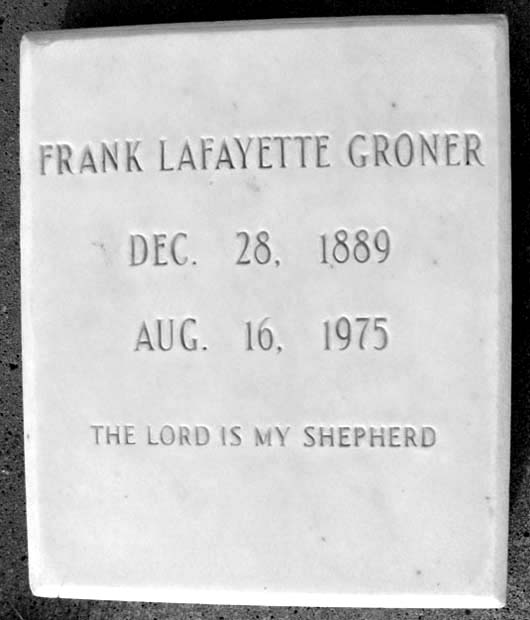 FRANK LAFAYETTE GRONER
DEC. 28, 1889
AUG. 16, 1975
THE LORD IS MY SHEPHERD